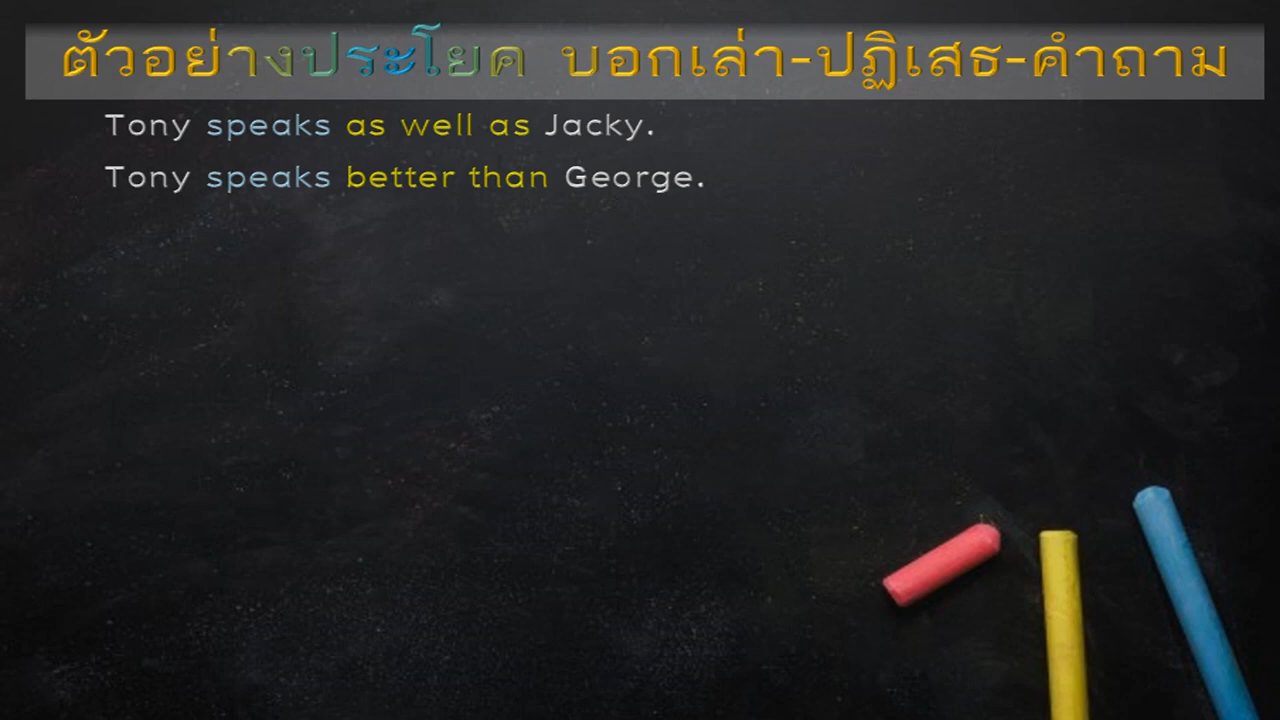 ตัวอย่างประโยค บอกเล่า-ปฏิเสธ-คำถาม
Tony speaks as well as Jacky.
Tony speaks better than George.